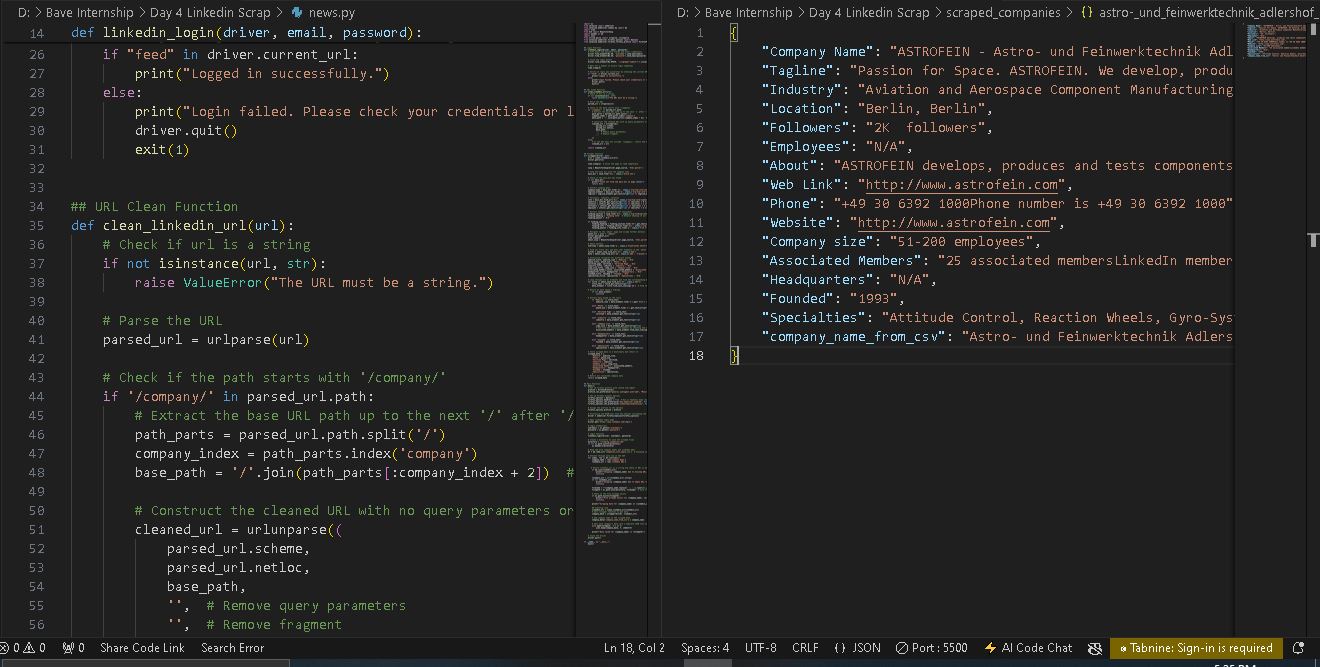 D: > Bave Internship > Day 4 Linkedin Scrap > news.py
14 def linkedin_login(driver, email, password):
26 if "feed" in driver.current_url:
27 print("Logged in successfully.")
28 else:
29 print("Login failed. Please check your credentials or l
30 driver.quit()
31 exit(1)
32
33
34 ## URL Clean Function
35 def clean_linkedin_url(url):
36 # Check if url is a string
37 if not isinstance(url, str):
38 raise ValueError("The URL must be a string.")
39
40 # Parse the URL
41 parsed_url = urlparse(url)
42
43 # Check if the path starts with '/company/'
44 if '/company/' in parsed_url.path:
45 # Extract the base URL path up to the next '/' after '/
46 path_parts = parsed_url.path.split('/')
47 company_index = path_parts.index('company')
48 base_path = '/'.join(path_parts[:company_index + 2]) #
49
50 # Construct the cleaned URL with no query parameters or
51 cleaned_url = urlunparse((
52 parsed_url.scheme,
53 parsed_url.netloc,
54 base_path,
55 '', # Remove query parameters
56 '', # Remove fragment
D: > Bave Internship > Day 4 Linkedin Scrap > scraped_companies > {} astro-_und_feinwerktechnik_adlershof_
1 {
2 "Company Name": "ASTROFEIN - Astro- und Feinwerktechnik Adl
3 "Tagline": "Passion for Space. ASTROFEIN. We develop, produ
4 "Industry": "Aviation and Aerospace Component Manufacturing
5 "Location": "Berlin, Berlin",
6 "Followers": "2K  followers",
7 "Employees": "N/A",
8 "About": "ASTROFEIN develops, produces and tests components
9 "Web Link": "http://www.astrofein.com",
10 "Phone": "+49 30 6392 1000Phone number is +49 30 6392 1000"
11 "Website": "http://www.astrofein.com",
12 "Company size": "51-200 employees",
13 "Associated Members": "25 associated membersLinkedIn member
14 "Headquarters": "N/A",
15 "Founded": "1993",
16 "Specialties": "Attitude Control, Reaction Wheels, Gyro-Sys
17 "company_name_from_csv": "Astro- und Feinwerktechnik Adlers
18 }
0 0 0 Share Code Link Search Error Ln 18, Col 2 Spaces: 4 UTF-8 CRLF {} JSON Port : 5500 AI Code Chat Tabnine: Sign-in is required